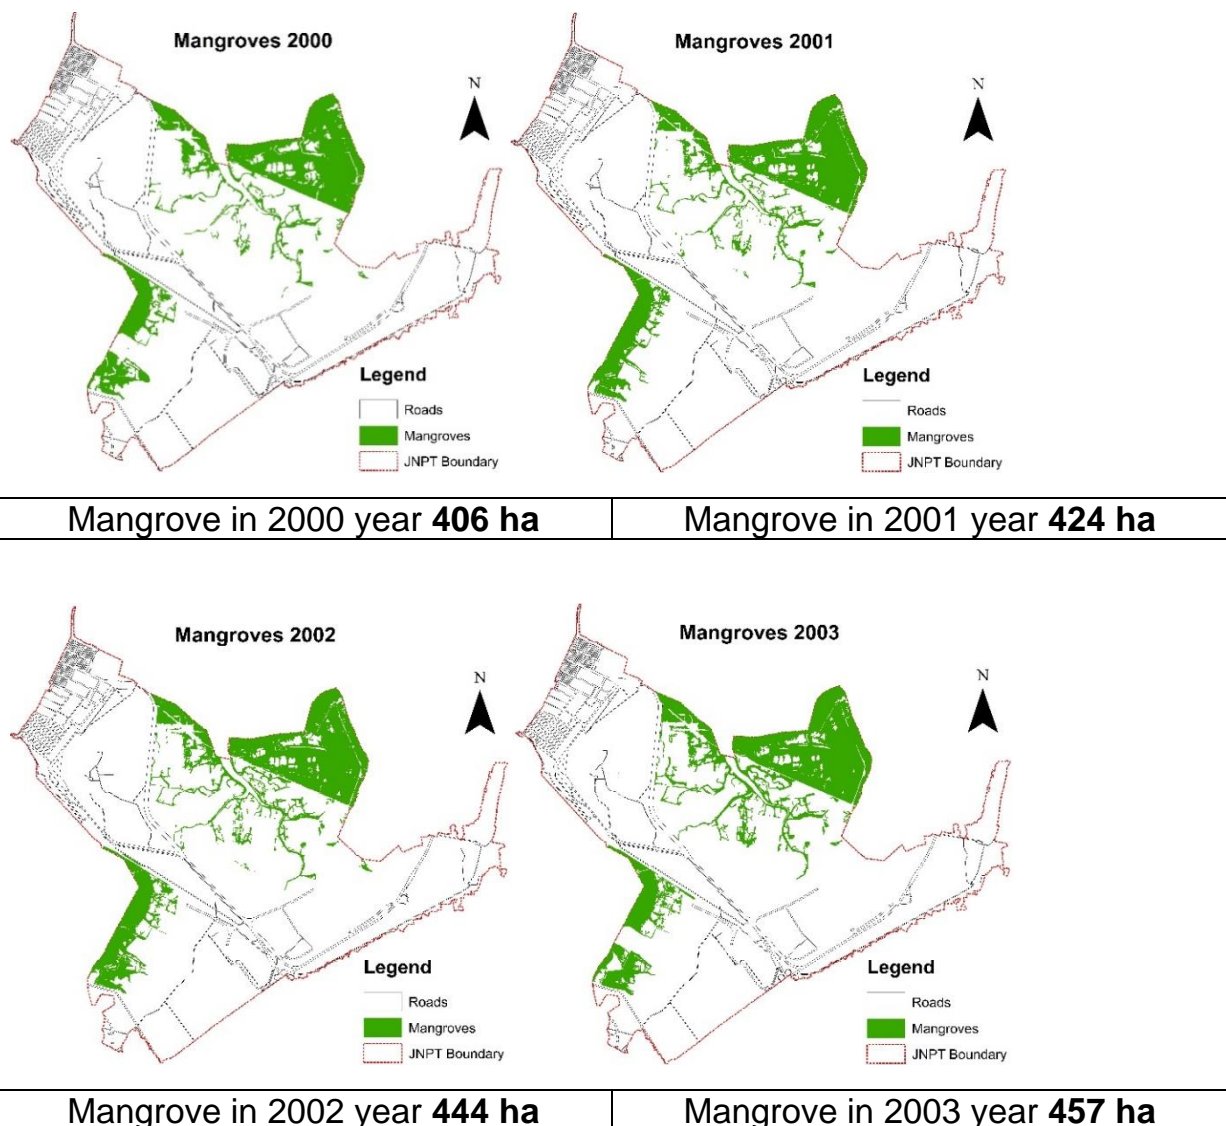 Mangroves 2000
N
Legend
Roads
Mangroves
JNPT Boundary
Mangroves 2001
N
Legend
Roads
Mangroves
JNPT Boundary
Mangrove in 2000 year 406 ha
Mangrove in 2001 year 424 ha
Mangroves 2002
N
Legend
Roads
Mangroves
JNPT Boundary
Mangroves 2003
N
Legend
Roads
Mangroves
JNPT Boundary
Mangrove in 2002 year 444 ha
Mangrove in 2003 year 457 ha